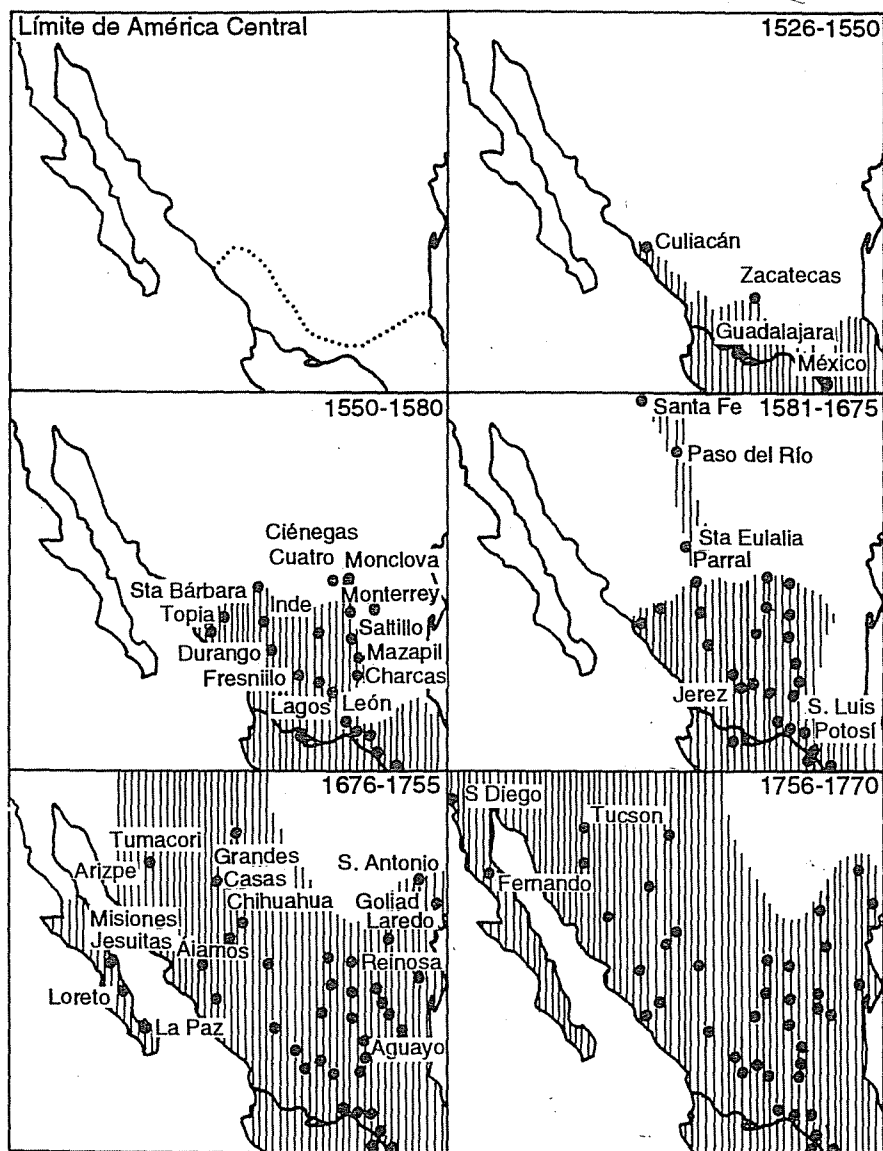 Límite de América Central
1526-1550
Culiacán
Zacatecas
Guadalajara
México
1550-1580
Ciénegas
Cuatro
Monclova
Sta Bárbara
Inde
Monterrey
Topia
Saltillo
Durango
Mazapil
Fresnillo
Charcas
Lagos
León
Santa Fe
1581-1675
Paso del Río
Sta Eulalia
Parral
Jerez
S. Luis
Potosí
1676-1755
Tumacori
Arizpe
Grandes
Casas
S. Antonio
Chihuahua
Goliad
Laredo
Misiones
Jesuitas
Álamos
Reinosa
Loreto
La Paz
Aguayo
1756-1770
S Diego
Tucson
Fernando